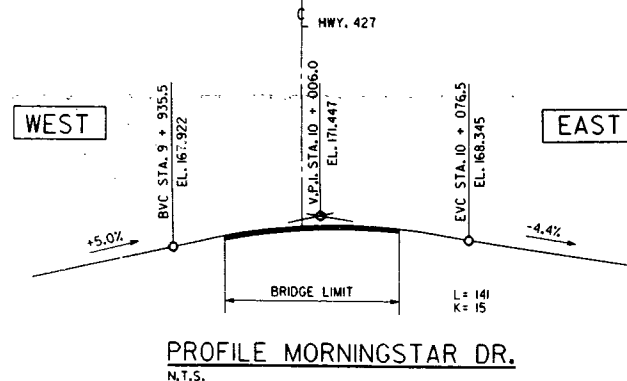 ℄ HWY. 427
WEST
BVC STA. 9 + 935.5
EL. 167.922
V.P.I. STA. 10 + 006.0
EL. 171.447
EVC STA. 10 + 076.5
EL. 168.345
EAST
+5.0%
-4.4%
BRIDGE LIMIT
L= 141
K= 15
PROFILE MORNINGSTAR DR.
N.T.S.